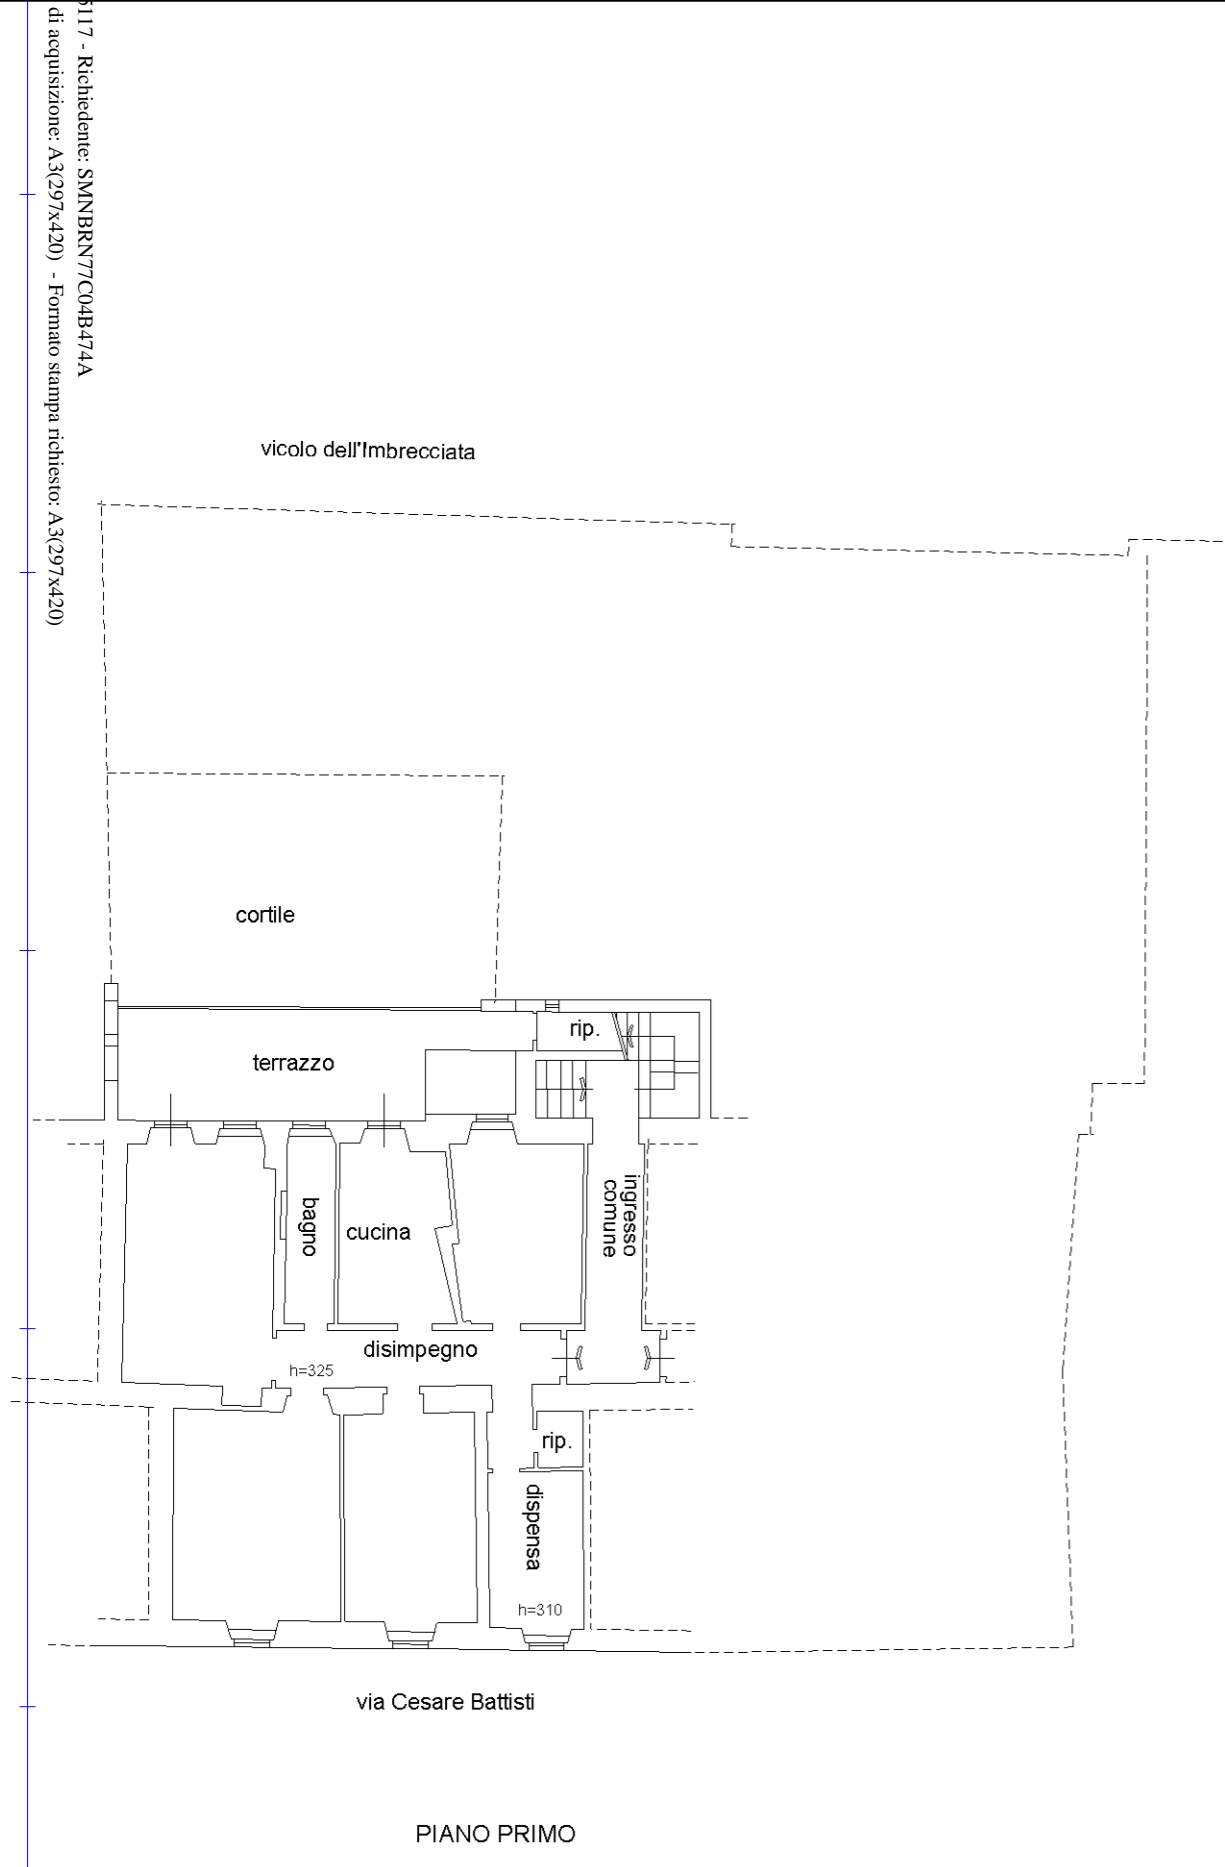 5117 - Richiedente: SMNBRN77C04B474A
di acquisizione: A3(297x420) - Formato stampa richiesto: A3(297x420)
vicolo dell'Imbrecciata
cortile
rip.
terrazzo
ingresso
comune
bagno
cucina
disimpegno
h=325
rip.
dispensa
h=310
via Cesare Battisti
PIANO PRIMO